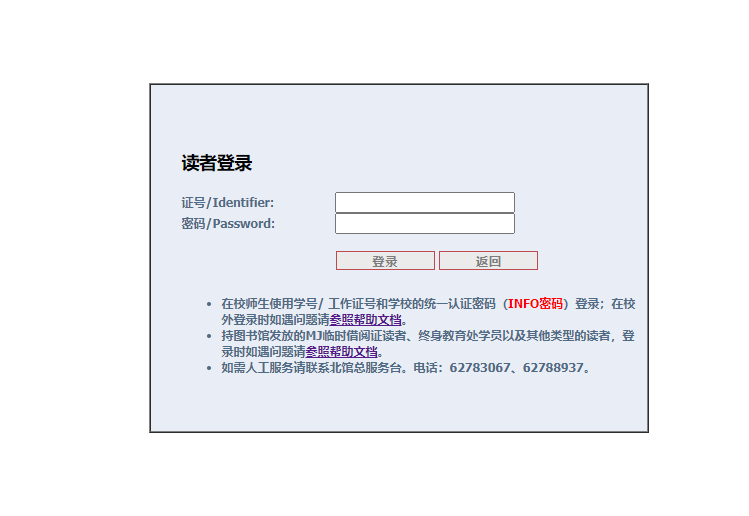 读者登录
证号/Identifier:
密码/Password:
登录 返回
在校师生使用学号/ 工作证号和学校的统一认证密码（INFO密码）登录；在校
外登录时如遇问题请参照帮助文档。
持图书馆发放的MJ临时借阅证读者、终身教育处学员以及其他类型的读者，登
录时如遇问题请参照帮助文档。
如需人工服务请联系北馆总服务台。电话：62783067、62788937。